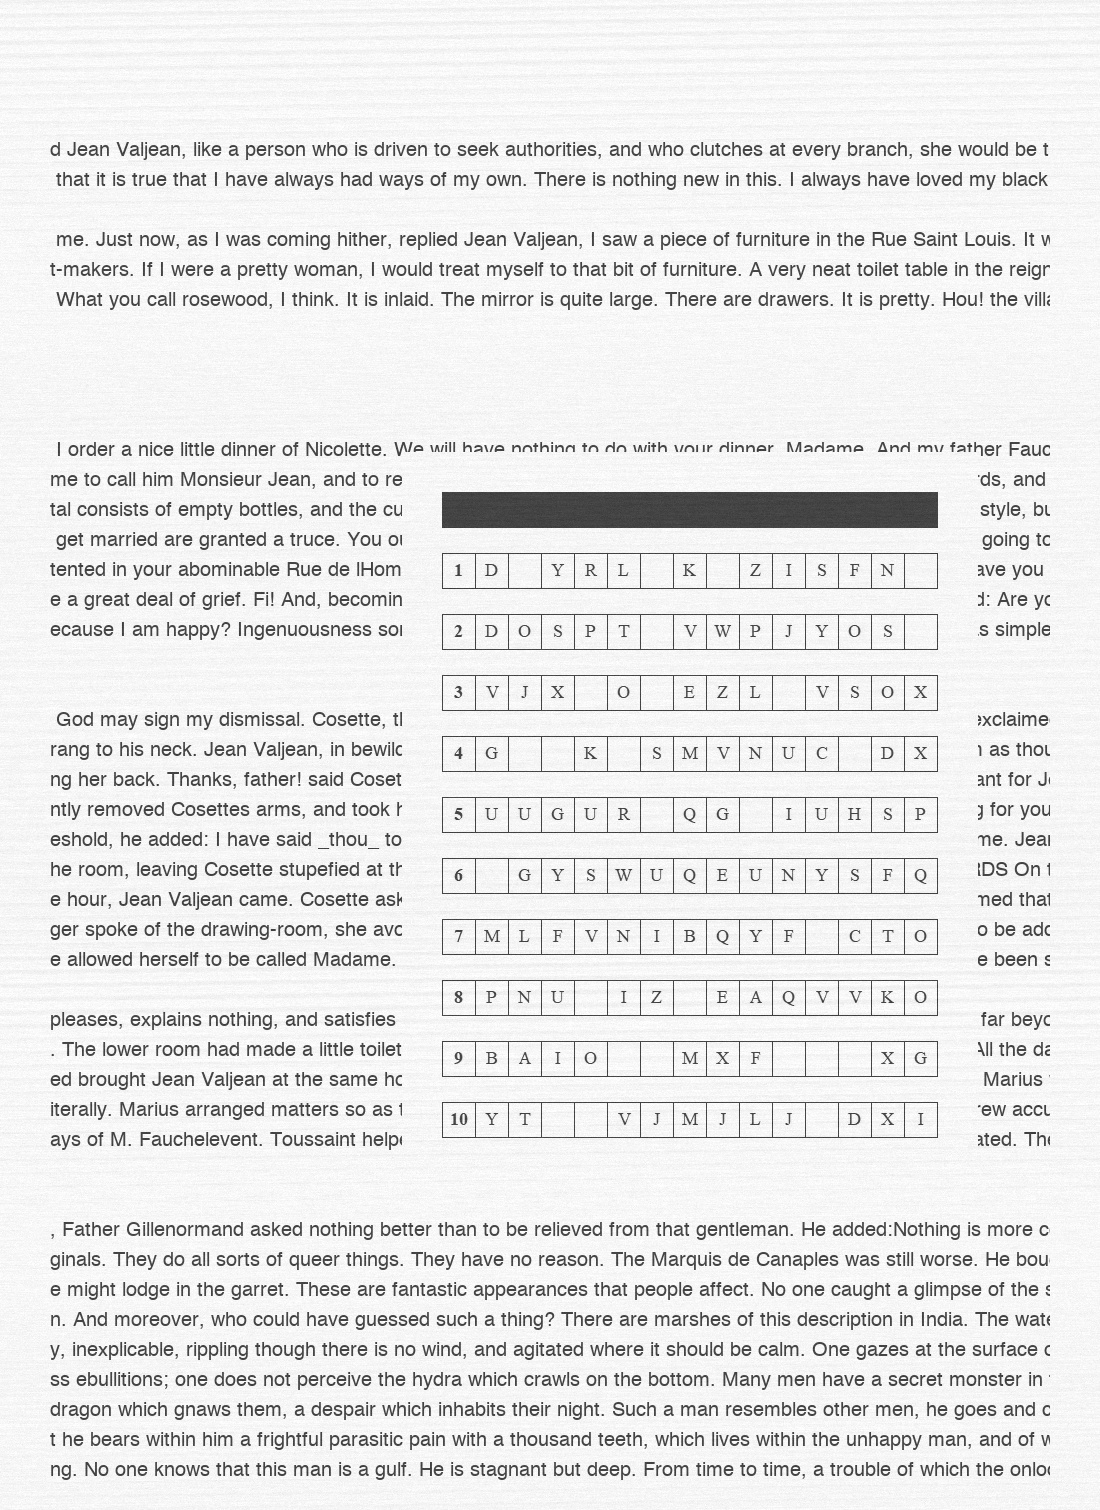 d Jean Valjean, like a person who is driven to seek authorities, and who clutches at every branch, she would be t
that it is true that I have always had ways of my own. There is nothing new in this. I always have loved my black
me. Just now, as I was coming hither, replied Jean Valjean, I saw a piece of furniture in the Rue Saint Louis. It w
t-makers. If I were a pretty woman, I would treat myself to that bit of furniture. A very neat toilet table in the reign
What you call rosewood, I think. It is inlaid. The mirror is quite large. There are drawers. It is pretty. Hou! the villa
I order a nice little dinner of Nicolette. We will have nothing to do with your dinner, Madame. And my father Fauc
me to call him Monsieur Jean, and to re rds, and
tal consists of empty bottles, and the cu style, bu
get married are granted a truce. You ou going to
tented in your abominable Rue de lHom ave you
e a great deal of grief. Fi! And, becomin d: Are yo
ecause I am happy? Ingenuousness sor s simple
God may sign my dismissal. Cosette, th exclaimed
rang to his neck. Jean Valjean, in bewild n as thou
ng her back. Thanks, father! said Coset ant for Je
ntly removed Cosettes arms, and took h g for you
eshold, he added: I have said _thou_ to me. Jean
he room, leaving Cosette stupefied at th RDS On t
e hour, Jean Valjean came. Cosette ask med that
ger spoke of the drawing-room, she avo o be add
e allowed herself to be called Madame. e been s
pleases, explains nothing, and satisfies far beyo
. The lower room had made a little toilet All the da
ed brought Jean Valjean at the same ho Marius
iterally. Marius arranged matters so as t rew accu
ays of M. Fauchelevent. Toussaint helpe ated. The
1 D Y R L K Z I S F N
2 D O S P T V W P J Y O S
3 V J X O E Z L V S O X
4 G K S M V N U C D X
5 U U G U R Q G I U H S P
6 G Y S W U Q E U N Y S F Q
7 M L F V N I B Q Y F C T O
8 P N U I Z E A Q V V K O
9 B A I O M X F X G
10 Y T V J M J L J D X I
, Father Gillenormand asked nothing better than to be relieved from that gentleman. He added:Nothing is more c
ginals. They do all sorts of queer things. They have no reason. The Marquis de Canaples was still worse. He bou
e might lodge in the garret. These are fantastic appearances that people affect. No one caught a glimpse of the s
n. And moreover, who could have guessed such a thing? There are marshes of this description in India. The wate
y, inexplicable, rippling though there is no wind, and agitated where it should be calm. One gazes at the surface o
ss ebullitions; one does not perceive the hydra which crawls on the bottom. Many men have a secret monster in
dragon which gnaws them, a despair which inhabits their night. Such a man resembles other men, he goes and c
t he bears within him a frightful parasitic pain with a thousand teeth, which lives within the unhappy man, and of w
ng. No one knows that this man is a gulf. He is stagnant but deep. From time to time, a trouble of which the onloo